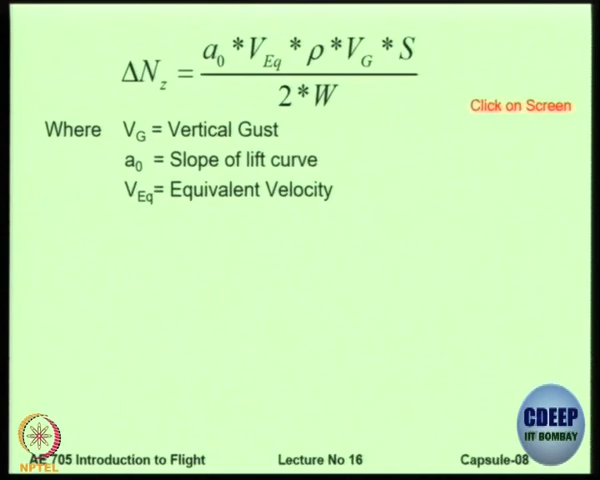 ΔN_z = (a_0 * V_Eq * ρ * V_G * S) / (2 * W)
Click on Screen
Where V_G = Vertical Gust
a_0 = Slope of lift curve
V_Eq= Equivalent Velocity
CDEEP
IIT BOMBAY
NPTEL
AE 705 Introduction to Flight Lecture No 16 Capsule-08